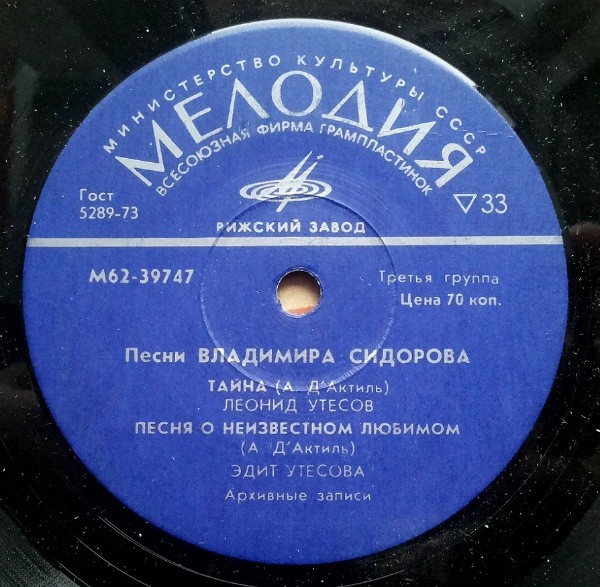 МИНИСТЕРСТВО КУЛЬТУРЫ СССР
МЕЛОДИЯ
ВСЕСОЮЗНАЯ ФИРМА ГРАМПЛАСТИНОК
Гост
5289-73
33
РИЖСКИЙ ЗАВОД
М62-39747
Третья группа
Цена 70 коп.
Песни ВЛАДИМИРА СИДОРОВА
ТАЙНА (А. Д'Актиль)
ЛЕОНИД УТЕСОВ
ПЕСНЯ О НЕИЗВЕСТНОМ ЛЮБИМОМ
(А Д'Актиль)
ЭДИТ УТЕСОВА
Архивные записи